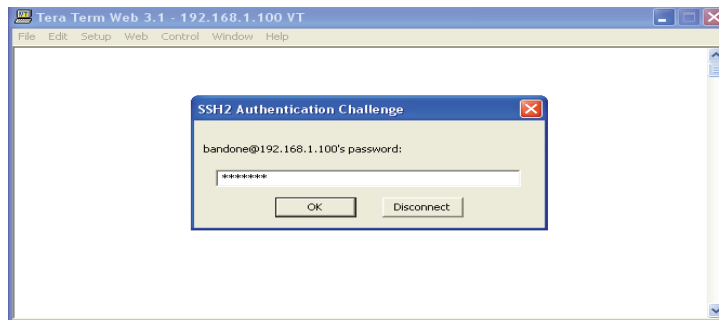 Tera Term Web 3.1 - 192.168.1.100 VT
File Edit Setup Web Control Window Help
SSH2 Authentication Challenge
bandone@192.168.1.100's password:
*******
OK Disconnect